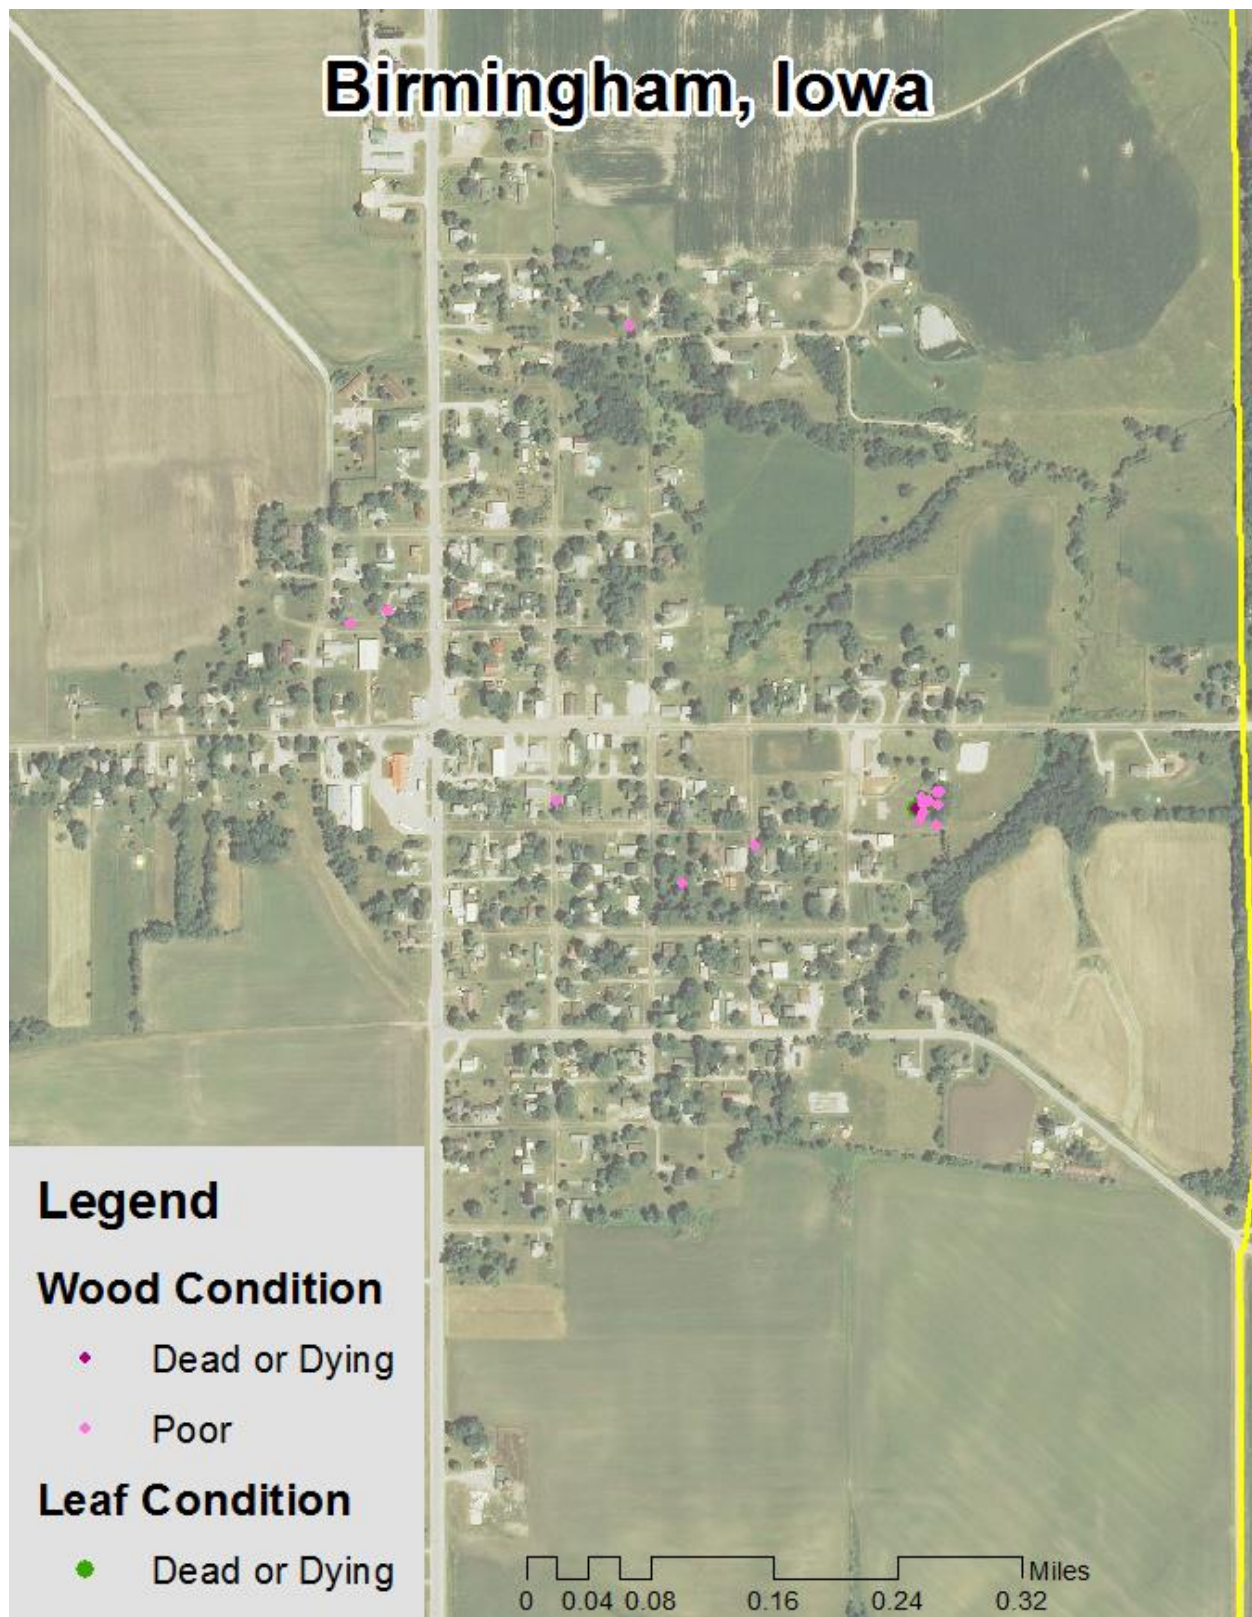 Birmingham, Iowa
Legend
Wood Condition
Dead or Dying
Poor
Leaf Condition
Dead or Dying
Miles
0 0.04 0.08 0.16 0.24 0.32